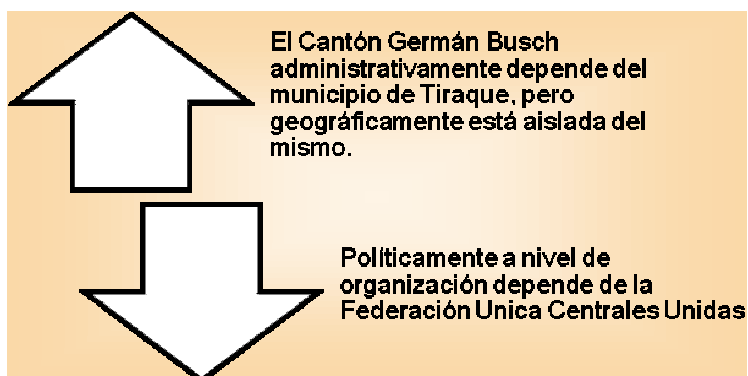 El Cantón Germán Busch
administrativamente depende del
municipio de Tiraque, pero
geográficamente está aislada del
mismo.
Políticamente a nivel de
organización depende de la
Federación Unica Centrales Unidas